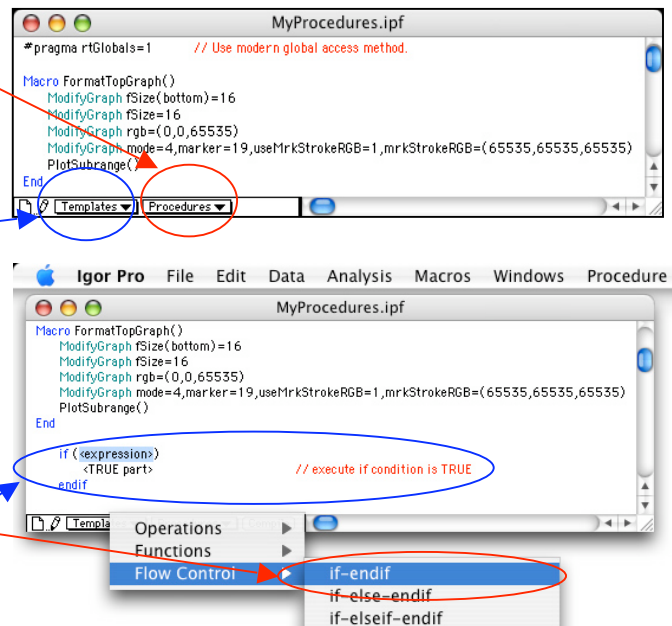 MyProcedures.ipf
#pragma rtGlobals=1 // Use modern global access method.
Macro FormatTopGraph()
ModifyGraph fSize(bottom)=16
ModifyGraph fSize=16
ModifyGraph rgb=(0,0,65535)
ModifyGraph mode=4,marker=19,useMrkStrokeRGB=1,mrkStrokeRGB=(65535,65535,65535)
PlotSubrange()
End
Templates Procedures
Igor Pro File Edit Data Analysis Macros Windows Procedure
MyProcedures.ipf
Macro FormatTopGraph()
ModifyGraph fSize(bottom)=16
ModifyGraph fSize=16
ModifyGraph rgb=(0,0,65535)
ModifyGraph mode=4,marker=19,useMrkStrokeRGB=1,mrkStrokeRGB=(65535,65535,65535)
PlotSubrange()
End
if (<expression>)
<TRUE part> // execute if condition is TRUE
endif
Operations
Functions
Flow Control if-endif
if-else-endif
if-elseif-endif